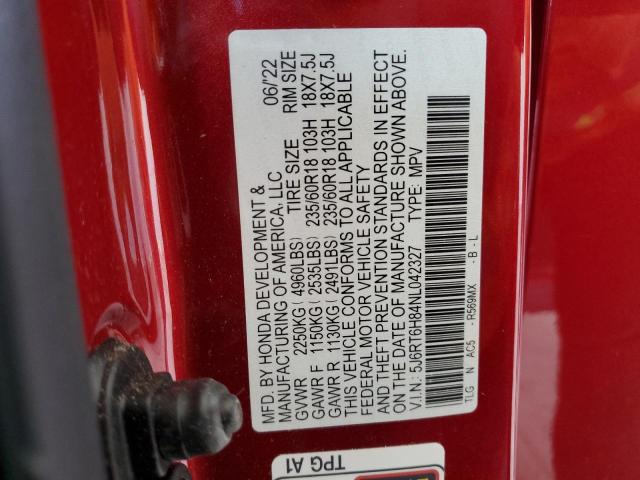 MFD. BY HONDA DEVELOPMENT & 06/'22
MANUFACTURING OF AMERICA, LLC
GVWR 2250KG ( 4960LBS) TIRE SIZE RIM SIZE
GAWR F 1150KG ( 2535LBS) 235/60R18 103H 18X7.5J
GAWR R 1130KG ( 2491LBS) 235/60R18 103H 18X7.5J
THIS VEHICLE CONFORMS TO ALL APPLICABLE
FEDERAL MOTOR VEHICLE SAFETY
AND THEFT PREVENTION STANDARDS IN EFFECT
ON THE DATE OF MANUFACTURE SHOWN ABOVE.
V.I.N.: 5J6RT6H84NL042327 TYPE: MPV
TLG N AC5 R569MX - B - L
TPG A1